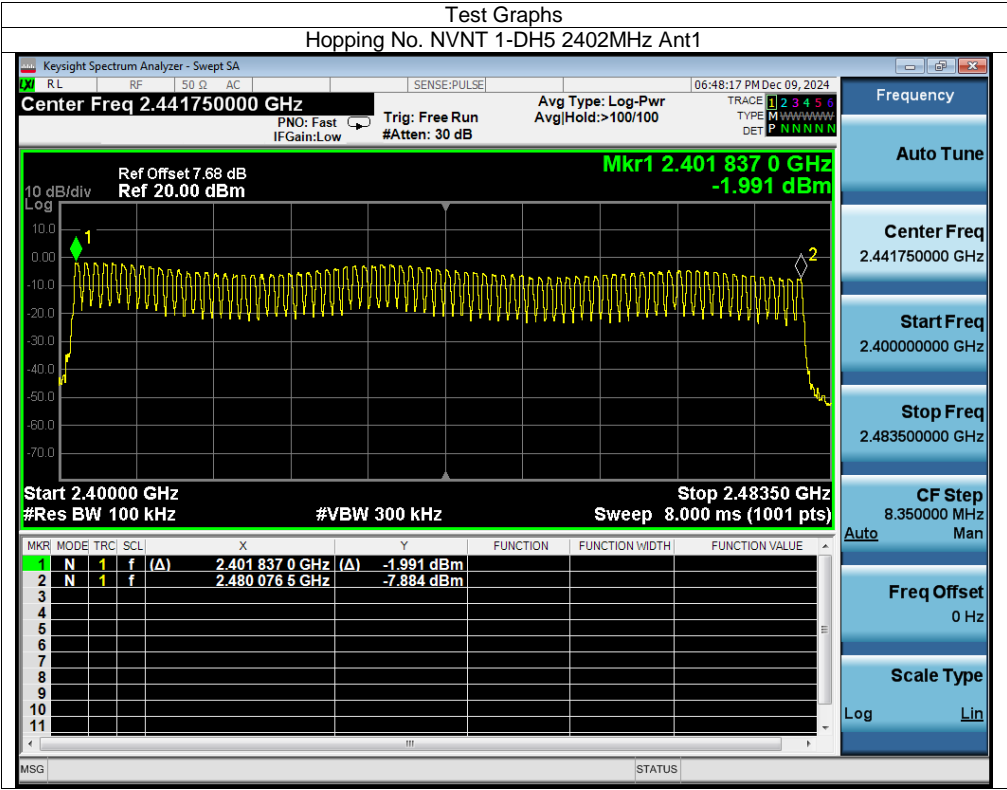 Test Graphs
Hopping No. NVNT 1-DH5 2402MHz Ant1
Keysight Spectrum Analyzer - Swept SA
LXI RL RF 50 Ω AC SENSE:PULSE 06:48:17 PM Dec 09, 2024
Center Freq 2.441750000 GHz
PNO: Fast
IFGain:Low
Trig: Free Run
#Atten: 30 dB
Avg Type: Log-Pwr
Avg|Hold:>100/100
TRACE 1 2 3 4 5 6
TYPE M W W W W W
DET P N N N N N
Mkr1 2.401 837 0 GHz
-1.991 dBm
Ref Offset 7.68 dB
10 dB/div Ref 20.00 dBm
Log
10.0
0.00
-10.0
-20.0
-30.0
-40.0
-50.0
-60.0
-70.0
1
2
Start 2.40000 GHz Stop 2.48350 GHz
#Res BW 100 kHz #VBW 300 kHz Sweep 8.000 ms (1001 pts)
MKR MODE TRC SCL X Y FUNCTION FUNCTION WIDTH FUNCTION VALUE
1 N 1 f (Δ) 2.401 837 0 GHz (Δ) -1.991 dBm
2 N 1 f 2.480 076 5 GHz -7.884 dBm
3
4
5
6
7
8
9
10
11
MSG STATUS
Frequency
Auto Tune
Center Freq
2.441750000 GHz
Start Freq
2.400000000 GHz
Stop Freq
2.483500000 GHz
CF Step
8.350000 MHz
Auto Man
Freq Offset
0 Hz
Scale Type
Log Lin